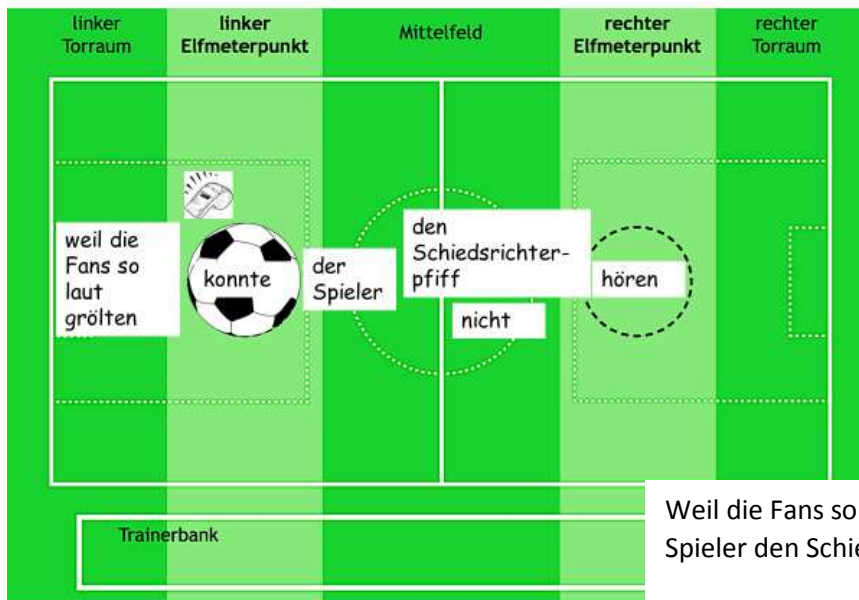 linker
Torraum
linker
Elfmeterpunkt
Mittelfeld
rechter
Elfmeterpunkt
rechter
Torraum
weil die
Fans so
laut
grölten
konnte
der
Spieler
den
Schiedsrichter-
pfiff
nicht
hören
Trainerbank
Weil die Fans so
Spieler den